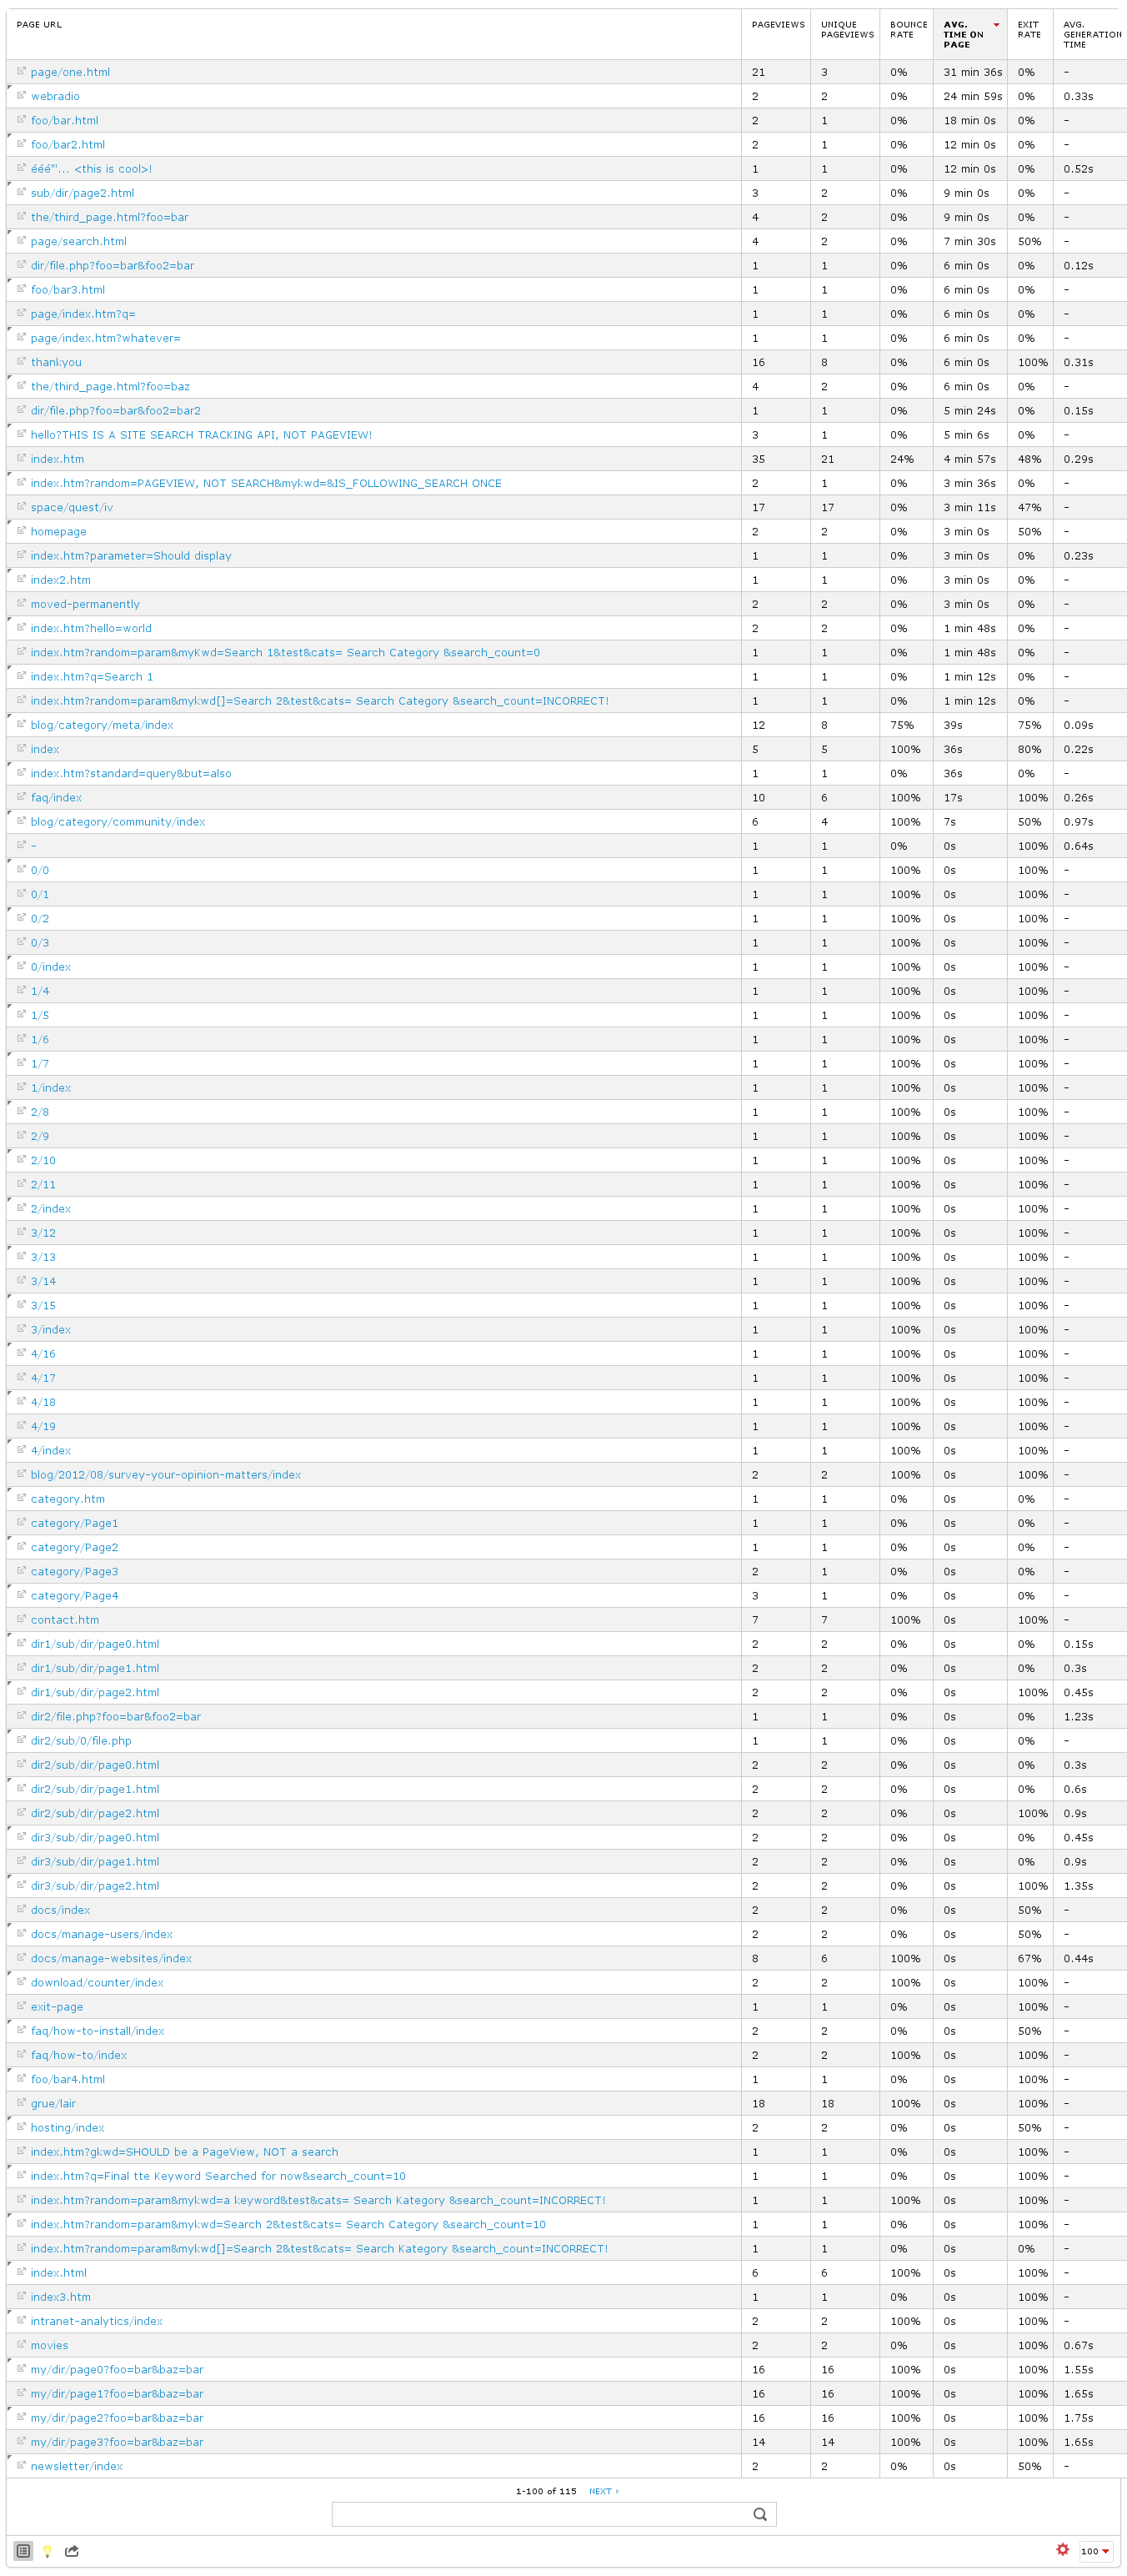 PAGE URL PAGEVIEWS UNIQUE PAGEVIEWS BOUNCE RATE AVG. TIME ON PAGE EXIT RATE AVG. GENERATION TIME
page/one.html 21 3 0% 31 min 36s 0% -
webradio 2 2 0% 24 min 59s 0% 0.33s
foo/bar.html 2 1 0% 18 min 0s 0% -
foo/bar2.html 2 1 0% 12 min 0s 0% -
ééé"'... <this is cool>! 1 1 0% 12 min 0s 0% 0.52s
sub/dir/page2.html 3 2 0% 9 min 0s 0% -
the/third_page.html?foo=bar 4 2 0% 9 min 0s 0% -
page/search.html 4 2 0% 7 min 30s 50% -
dir/file.php?foo=bar&foo2=bar 1 1 0% 6 min 0s 0% 0.12s
foo/bar3.html 1 1 0% 6 min 0s 0% -
page/index.htm?q= 1 1 0% 6 min 0s 0% -
page/index.htm?whatever= 1 1 0% 6 min 0s 0% -
thankyou 16 8 0% 6 min 0s 100% 0.31s
the/third_page.html?foo=baz 4 2 0% 6 min 0s 0% -
dir/file.php?foo=bar&foo2=bar2 1 1 0% 5 min 24s 0% 0.15s
hello?THIS IS A SITE SEARCH TRACKING API, NOT PAGEVIEW! 3 1 0% 5 min 6s 0% -
index.htm 35 21 24% 4 min 57s 48% 0.29s
index.htm?random=PAGEVIEW, NOT SEARCH&mykwd=&IS_FOLLOWING_SEARCH ONCE 2 1 0% 3 min 36s 0% -
space/quest/iv 17 17 0% 3 min 11s 47% -
homepage 2 2 0% 3 min 0s 50% -
index.htm?parameter=Should display 1 1 0% 3 min 0s 0% 0.23s
index2.htm 1 1 0% 3 min 0s 0% -
moved-permanently 2 2 0% 3 min 0s 0% -
index.htm?hello=world 2 2 0% 1 min 48s 0% -
index.htm?random=param&myKwd=Search 1&test&cats= Search Category &search_count=0 1 1 0% 1 min 48s 0% -
index.htm?q=Search 1 1 1 0% 1 min 12s 0% -
index.htm?random=param&mykwd[]=Search 2&test&cats= Search Category &search_count=INCORRECT! 1 1 0% 1 min 12s 0% -
blog/category/meta/index 12 8 75% 39s 75% 0.09s
index 5 5 100% 36s 80% 0.22s
index.htm?standard=query&but=also 1 1 0% 36s 0% -
faq/index 10 6 100% 17s 100% 0.26s
blog/category/community/index 6 4 100% 7s 50% 0.97s
- 1 1 0% 0s 100% 0.64s
0/0 1 1 100% 0s 100% -
0/1 1 1 100% 0s 100% -
0/2 1 1 100% 0s 100% -
0/3 1 1 100% 0s 100% -
0/index 1 1 100% 0s 100% -
1/4 1 1 100% 0s 100% -
1/5 1 1 100% 0s 100% -
1/6 1 1 100% 0s 100% -
1/7 1 1 100% 0s 100% -
1/index 1 1 100% 0s 100% -
2/8 1 1 100% 0s 100% -
2/9 1 1 100% 0s 100% -
2/10 1 1 100% 0s 100% -
2/11 1 1 100% 0s 100% -
2/index 1 1 100% 0s 100% -
3/12 1 1 100% 0s 100% -
3/13 1 1 100% 0s 100% -
3/14 1 1 100% 0s 100% -
3/15 1 1 100% 0s 100% -
3/index 1 1 100% 0s 100% -
4/16 1 1 100% 0s 100% -
4/17 1 1 100% 0s 100% -
4/18 1 1 100% 0s 100% -
4/19 1 1 100% 0s 100% -
4/index 1 1 100% 0s 100% -
blog/2012/08/survey-your-opinion-matters/index 2 2 100% 0s 100% -
category.htm 1 1 0% 0s 0% -
category/Page1 1 1 0% 0s 0% -
category/Page2 1 1 0% 0s 0% -
category/Page3 2 1 0% 0s 0% -
category/Page4 3 1 0% 0s 0% -
contact.htm 7 7 100% 0s 100% -
dir1/sub/dir/page0.html 2 2 0% 0s 0% 0.15s
dir1/sub/dir/page1.html 2 2 0% 0s 0% 0.3s
dir1/sub/dir/page2.html 2 2 0% 0s 100% 0.45s
dir2/file.php?foo=bar&foo2=bar 1 1 0% 0s 0% 1.23s
dir2/sub/0/file.php 1 1 0% 0s 0% -
dir2/sub/dir/page0.html 2 2 0% 0s 0% 0.3s
dir2/sub/dir/page1.html 2 2 0% 0s 0% 0.6s
dir2/sub/dir/page2.html 2 2 0% 0s 100% 0.9s
dir3/sub/dir/page0.html 2 2 0% 0s 0% 0.45s
dir3/sub/dir/page1.html 2 2 0% 0s 0% 0.9s
dir3/sub/dir/page2.html 2 2 0% 0s 100% 1.35s
docs/index 2 2 0% 0s 50% -
docs/manage-users/index 2 2 0% 0s 50% -
docs/manage-websites/index 8 6 100% 0s 67% 0.44s
download/counter/index 2 2 100% 0s 100% -
exit-page 1 1 0% 0s 100% -
faq/how-to-install/index 2 2 0% 0s 50% -
faq/how-to/index 2 2 100% 0s 100% -
foo/bar4.html 1 1 0% 0s 100% -
grue/lair 18 18 100% 0s 100% -
hosting/index 2 2 0% 0s 50% -
index.htm?gkwd=SHOULD be a PageView, NOT a search 1 1 0% 0s 100% -
index.htm?q=Final tte Keyword Searched for now&search_count=10 1 1 0% 0s 100% -
index.htm?random=param&mykwd=a keyword&test&cats= Search Kategory &search_count=INCORRECT! 1 1 100% 0s 100% -
index.htm?random=param&mykwd=Search 2&test&cats= Search Category &search_count=10 1 1 0% 0s 100% -
index.htm?random=param&mykwd[]=Search 2&test&cats= Search Kategory &search_count=INCORRECT! 1 1 0% 0s 0% -
index.html 6 6 100% 0s 100% -
index3.htm 1 1 0% 0s 100% -
intranet-analytics/index 2 2 100% 0s 100% -
movies 2 2 0% 0s 100% 0.67s
my/dir/page0?foo=bar&baz=bar 16 16 100% 0s 100% 1.55s
my/dir/page1?foo=bar&baz=bar 16 16 100% 0s 100% 1.65s
my/dir/page2?foo=bar&baz=bar 16 16 100% 0s 100% 1.75s
my/dir/page3?foo=bar&baz=bar 14 14 100% 0s 100% 1.65s
newsletter/index 2 2 0% 0s 50% -
1-100 of 115 NEXT ›
100